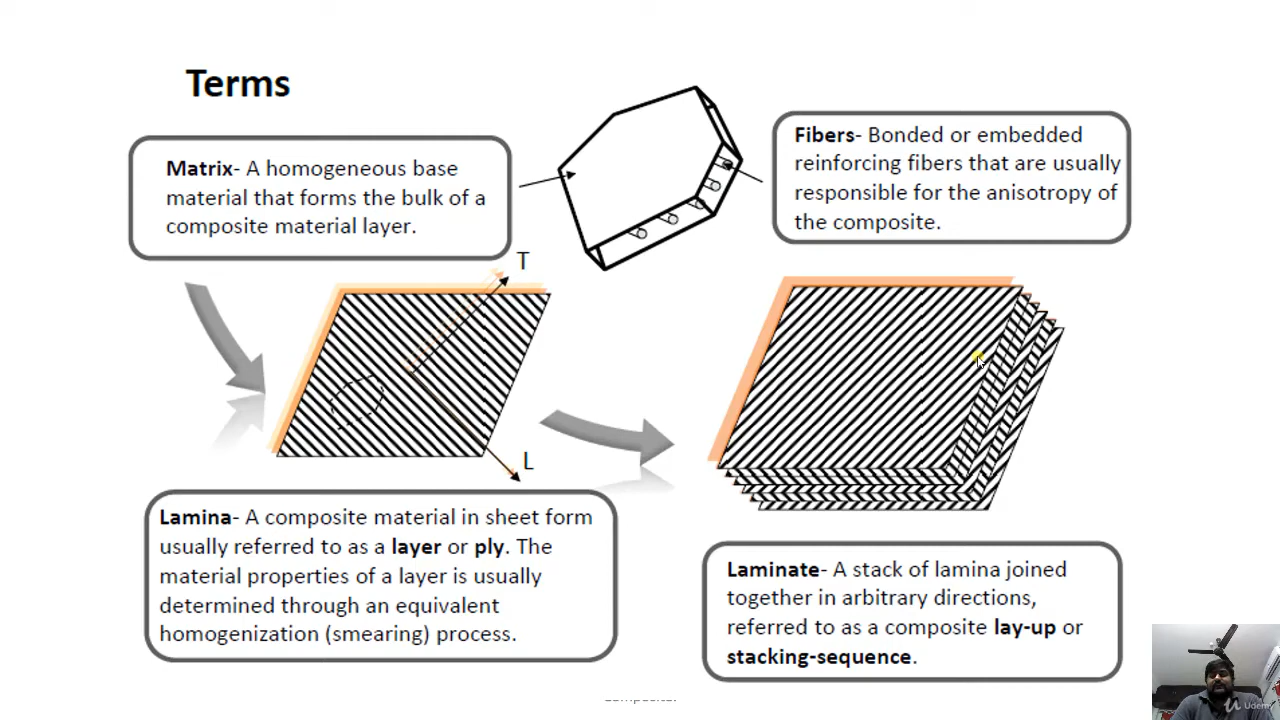 Terms
Matrix- A homogeneous base
material that forms the bulk of a
composite material layer.
Fibers- Bonded or embedded
reinforcing fibers that are usually
responsible for the anisotropy of
the composite.
T
L
Lamina- A composite material in sheet form
usually referred to as a layer or ply. The
material properties of a layer is usually
determined through an equivalent
homogenization (smearing) process.
Laminate- A stack of lamina joined
together in arbitrary directions,
referred to as a composite lay-up or
stacking-sequence.
Udemy